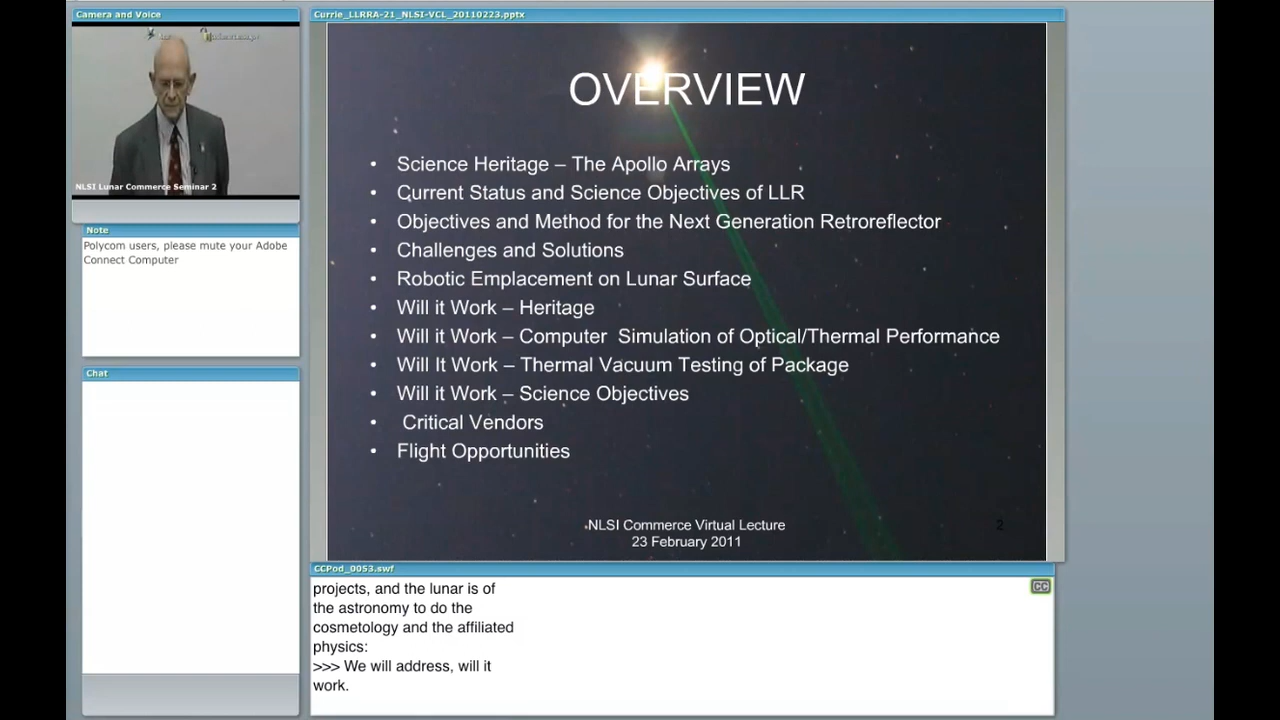 Camera and Voice
NLSI Lunar Commerce Seminar 2
Note
Polycom users, please mute your Adobe
Connect Computer
Chat
Currie_LLRRA-21_NLSI-VCL_20110223.pptx
OVERVIEW
• Science Heritage – The Apollo Arrays
• Current Status and Science Objectives of LLR
• Objectives and Method for the Next Generation Retroreflector
• Challenges and Solutions
• Robotic Emplacement on Lunar Surface
• Will it Work – Heritage
• Will it Work – Computer  Simulation of Optical/Thermal Performance
• Will It Work – Thermal Vacuum Testing of Package
• Will it Work – Science Objectives
• Critical Vendors
• Flight Opportunities
NLSI Commerce Virtual Lecture
23 February 2011
2
CCPod_0053.swf
CC
projects, and the lunar is of
the astronomy to do the
cosmetology and the affiliated
physics:
>>> We will address, will it
work.